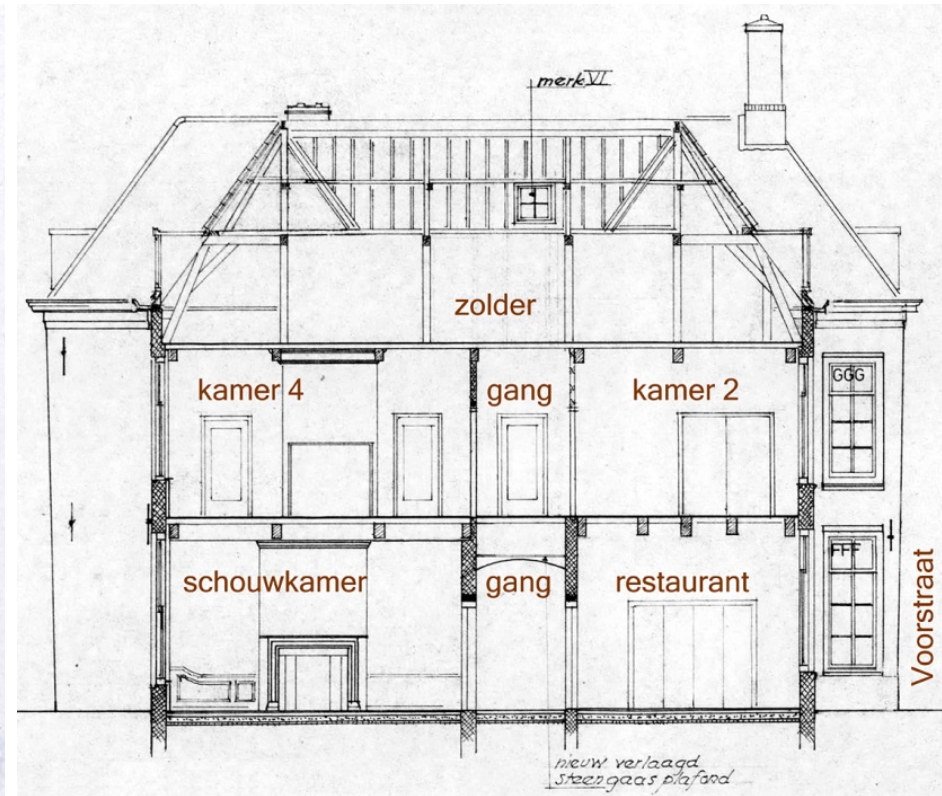 merk VI
zolder
kamer 4
gang
kamer 2
GGG
schouwkamer
gang
restaurant
FFF
Voorstraat
nieuw verlaagd
steengaas plafond